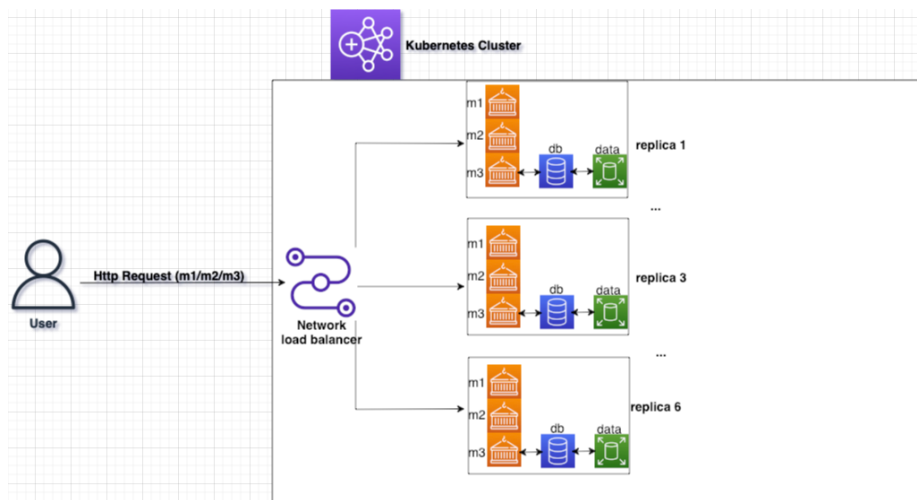 Kubernetes Cluster
m1
m2
m3
db
data
replica 1
...
m1
m2
m3
db
data
replica 3
Http Request (m1/m2/m3)
User
Network
load balancer
...
m1
m2
m3
db
data
replica 6